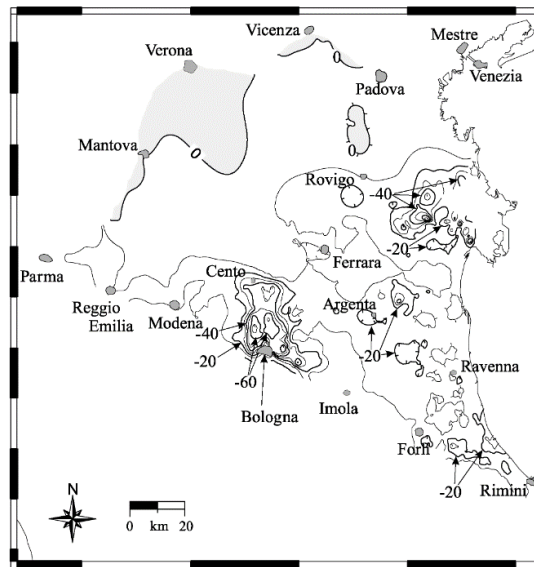 Vicenza
Mestre
Verona
0
Venezia
Padova
Mantova
0
0
Rovigo
-40
-20
Ferrara
Parma
Cento
Reggio
Emilia
Argenta
Modena
-40
-20
-20
-60
Ravenna
Bologna
Imola
Forlì
N
-20
Rimini
0 km 20